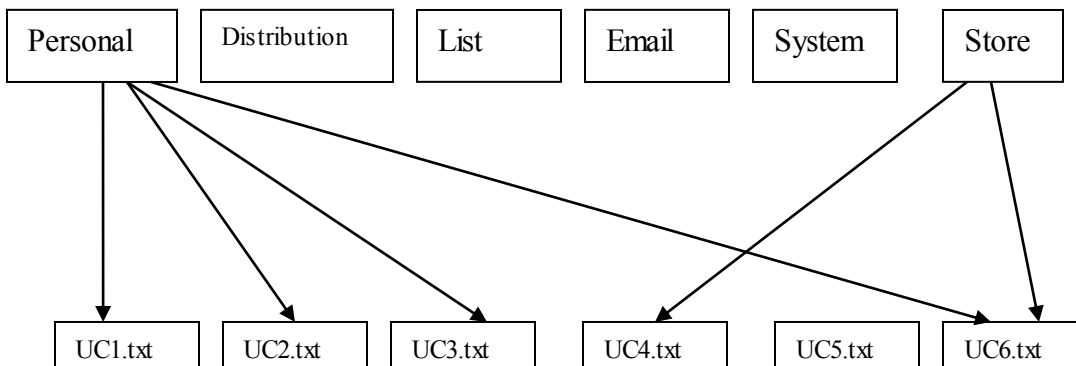 Personal Distribution List Email System Store
UC1.txt UC2.txt UC3.txt UC4.txt UC5.txt UC6.txt